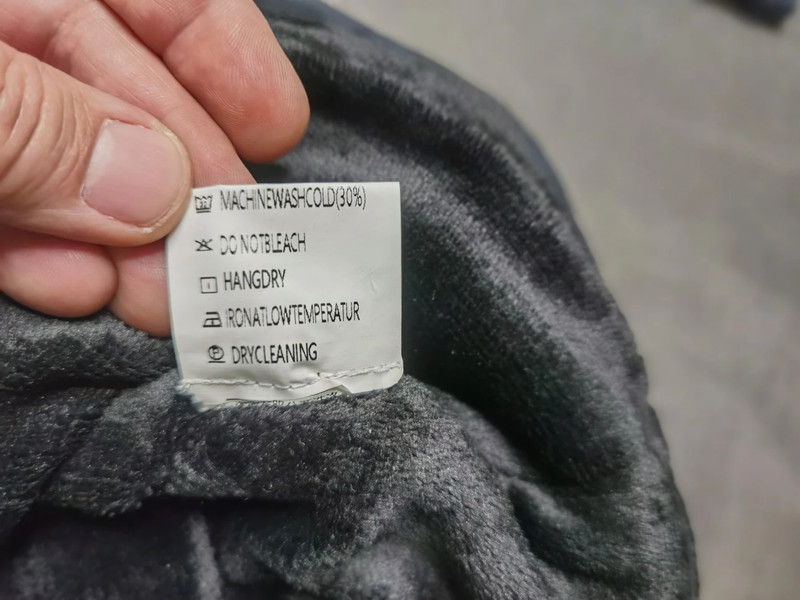 MACHINEWASHCOLD(30%)
DO NOTBLEACH
HANGDRY
IRONATLOWTEMPERATUR
DRYCLEANING